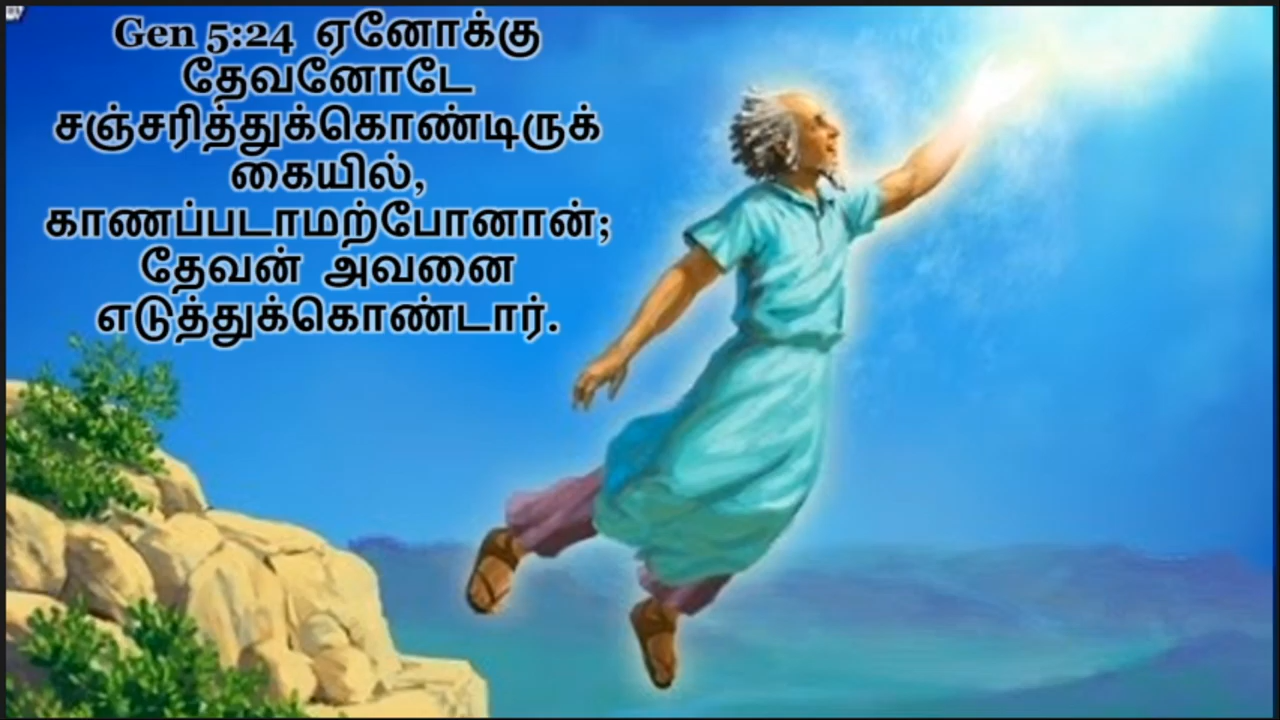 Gen 5:24 ஏனோக்கு
தேவனோடே
சஞ்சரித்துக்கொண்டிருக்
கையில்,
காணப்படாமற்போனான்;
தேவன் அவனை
எடுத்துக்கொண்டார்.